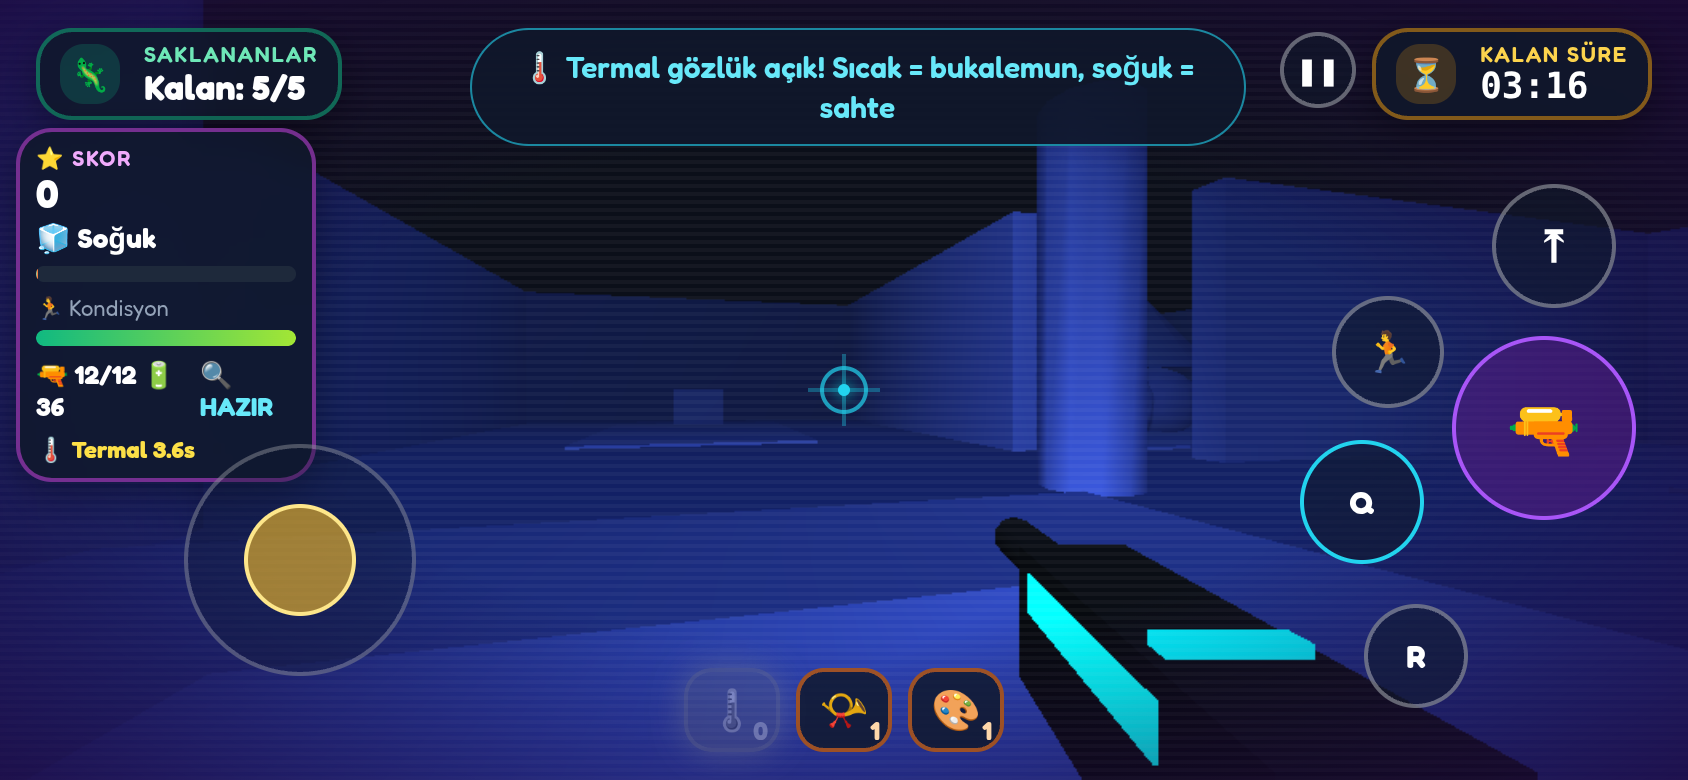 SAKLANANLAR
Kalan: 5/5
Termal gözlük açık! Sıcak = bukalemun, soğuk =
sahte
KALAN SÜRE
03:16
SKOR
0
Soğuk
Kondisyon
12/12
36
HAZIR
Termal 3.6s
Q
R
0
1
1